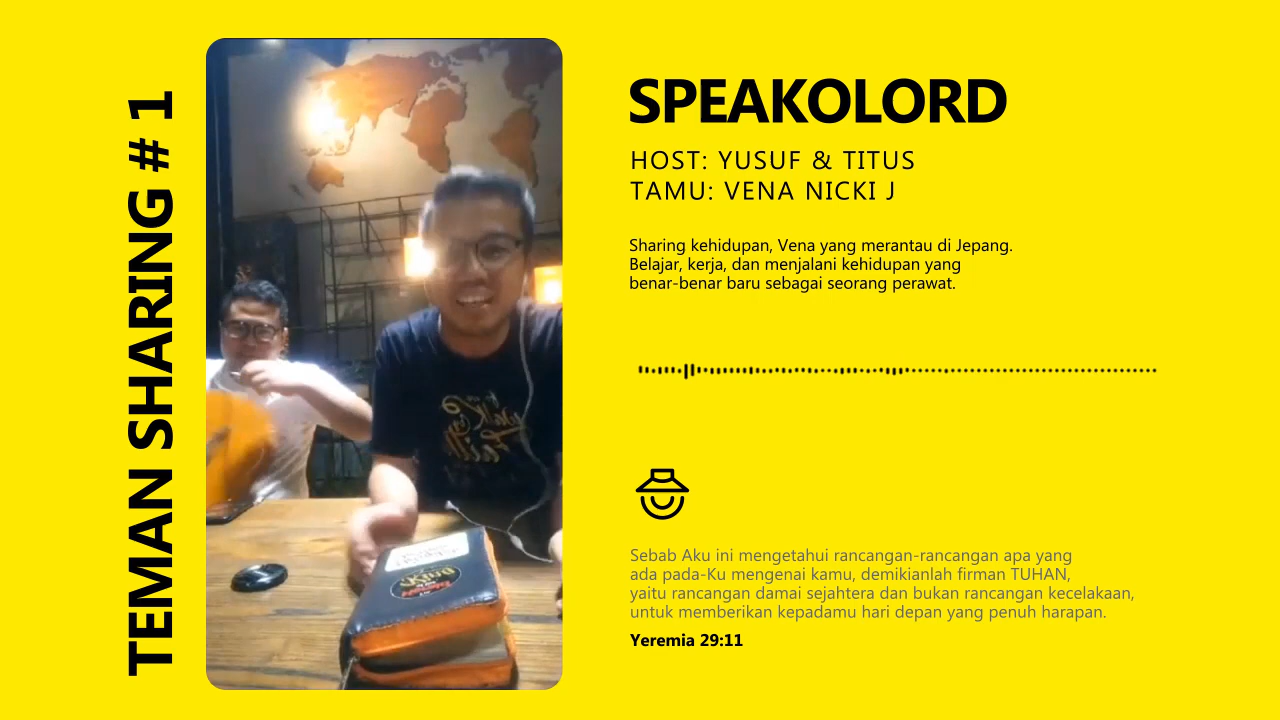 TEMAN SHARING # 1
SPEAKOLORD
HOST: YUSUF & TITUS
TAMU: VENA NICKI J
Sharing kehidupan, Vena yang merantau di Jepang.
Belajar, kerja, dan menjalani kehidupan yang
benar-benar baru sebagai seorang perawat.
Sebab Aku ini mengetahui rancangan-rancangan apa yang
ada pada-Ku mengenai kamu, demikianlah firman TUHAN,
yaitu rancangan damai sejahtera dan bukan rancangan kecelakaan,
untuk memberikan kepadamu hari depan yang penuh harapan.
Yeremia 29:11